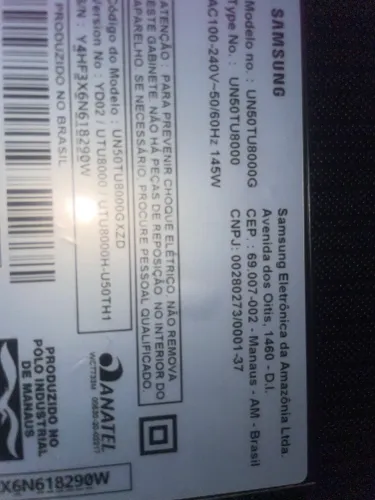 SAMSUNG
Model no. : UN50TU8000G
Type No. : UN50TU8000
AC100-240V~50/60Hz 145W
Samsung Eletrônica da Amazônia Ltda.
Avenida dos Oitis, 1460 - D.I.
CEP. : 69.007-002 - Manaus - AM - Brasil
CNPJ: 00280273/0001-37
ATENÇÃO : PARA PREVENIR CHOQUE ELÉTRICO, NÃO REMOVA
ESTE GABINETE. NÃO HÁ PEÇAS DE REPOSIÇÃO NO INTERIOR DO
APARELHO. SE NECESSÁRIO, PROCURE PESSOAL QUALIFICADO.
Código do Modelo : UN50TU8000GXZD
Version No : YD02 / UTU8000 / UTU8000H-U50TH1
S/N : Y4HF3X6N618290W
PRODUZIDO NO BRASIL
ANATEL
PRODUZIDO NO
PÓLO INDUSTRIAL
DE MANAUS
X6N618290W